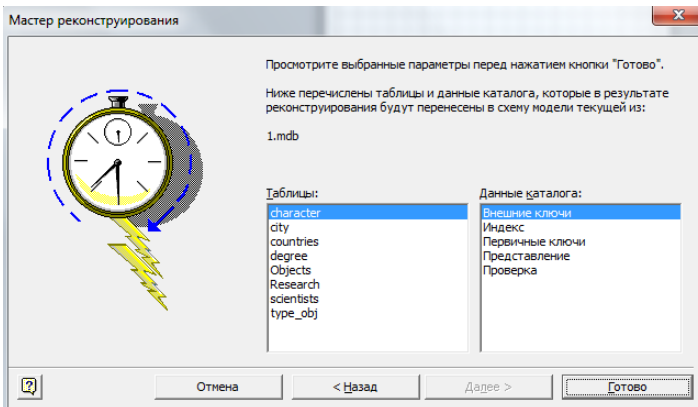 Мастер реконструирования
Просмотрите выбранные параметры перед нажатием кнопки "Готово".
Ниже перечислены таблицы и данные каталога, которые в результате
реконструирования будут перенесены в схему модели текущей из:
1.mdb
Таблицы:
character
city
countries
degree
Objects
Research
scientists
type_obj
Данные каталога:
Внешние ключи
Индекс
Первичные ключи
Представление
Проверка
Отмена
< Назад
Далее >
Готово